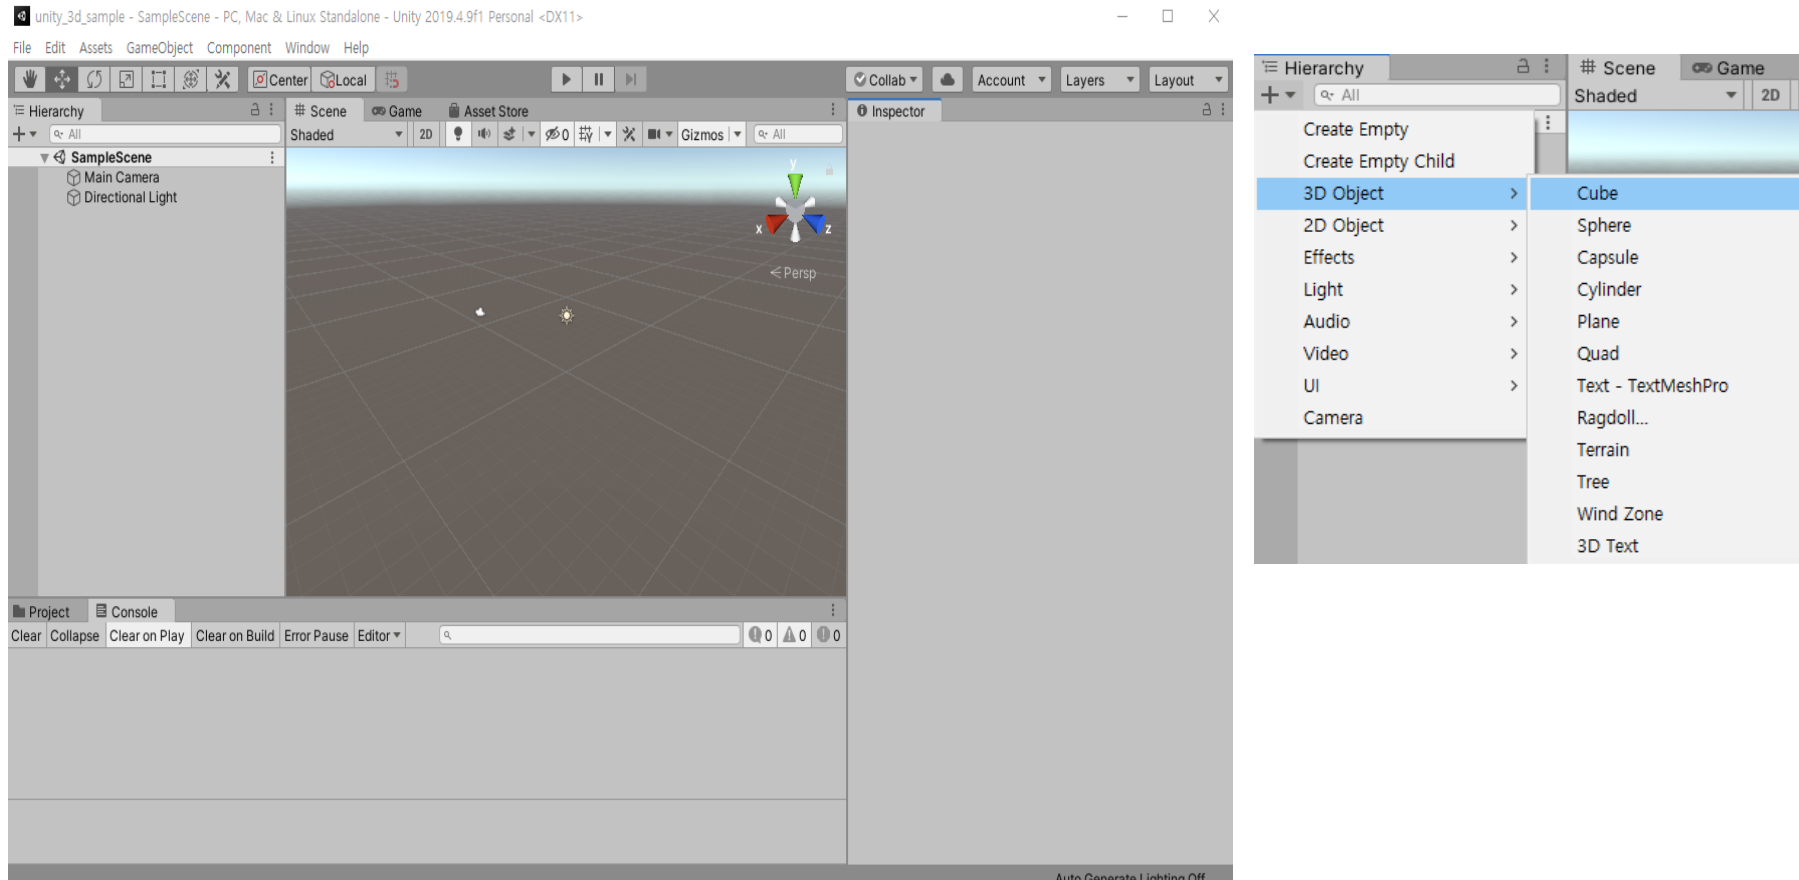 unity_3d_sample - SampleScene - PC, Mac & Linux Standalone - Unity 2019.4.9f1 Personal <DX11>
File Edit Assets GameObject Component Window Help
Center Local Collab Account Layers Layout
Hierarchy
All
SampleScene
Main Camera
Directional Light
Scene Game Asset Store
Shaded 2D 0 Gizmos All
y
x z
Persp
Inspector
Project Console
Clear Collapse Clear on Play Clear on Build Error Pause Editor 0 0 0
Auto Generate Lighting Off
Hierarchy
All
Scene Game
Shaded 2D
Create Empty
Create Empty Child
3D Object
2D Object
Effects
Light
Audio
Video
UI
Camera
Cube
Sphere
Capsule
Cylinder
Plane
Quad
Text - TextMeshPro
Ragdoll...
Terrain
Tree
Wind Zone
3D Text